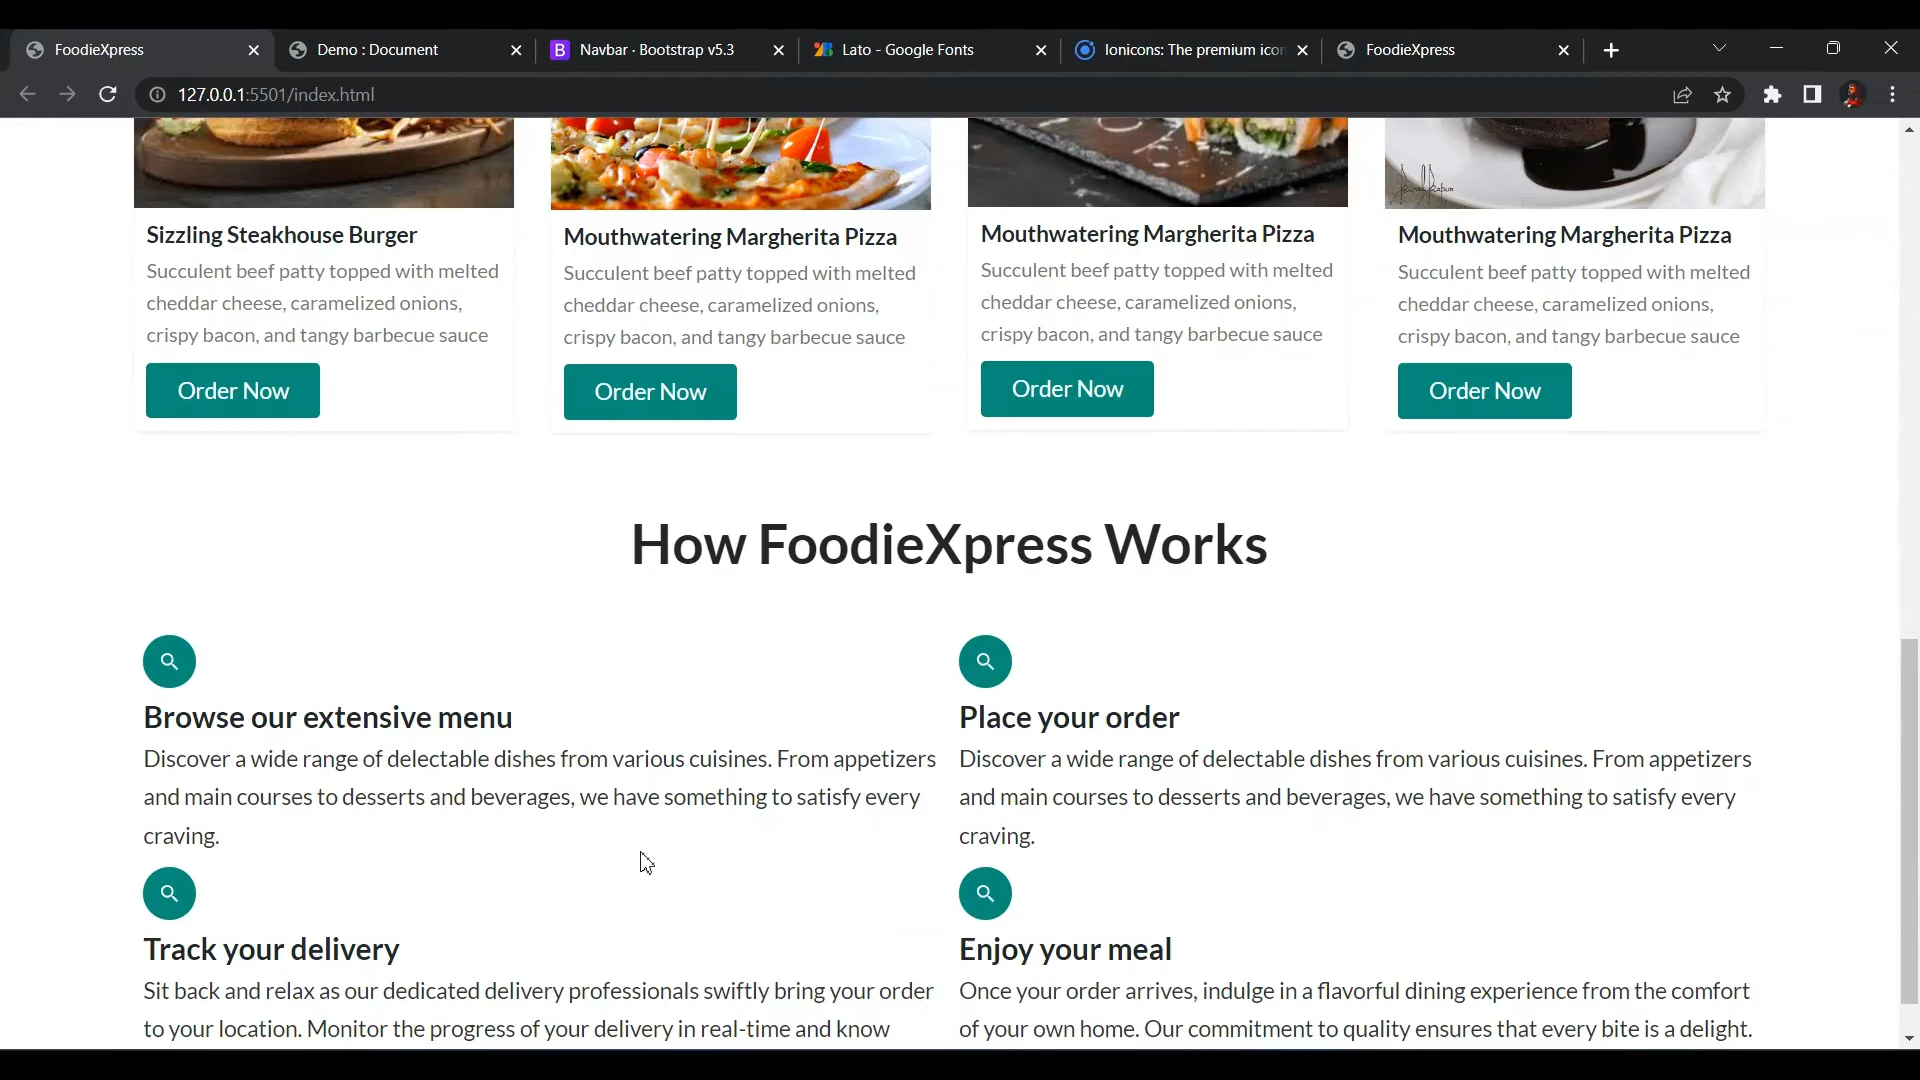 FoodieXpress
Demo : Document
B Navbar · Bootstrap v5.3
Lato - Google Fonts
Ionicons: The premium icon
FoodieXpress
127.0.0.1:5501/index.html
Sizzling Steakhouse Burger
Succulent beef patty topped with melted
cheddar cheese, caramelized onions,
crispy bacon, and tangy barbecue sauce
Order Now
Mouthwatering Margherita Pizza
Succulent beef patty topped with melted
cheddar cheese, caramelized onions,
crispy bacon, and tangy barbecue sauce
Order Now
Mouthwatering Margherita Pizza
Succulent beef patty topped with melted
cheddar cheese, caramelized onions,
crispy bacon, and tangy barbecue sauce
Order Now
Mouthwatering Margherita Pizza
Succulent beef patty topped with melted
cheddar cheese, caramelized onions,
crispy bacon, and tangy barbecue sauce
Order Now
How FoodieXpress Works
Browse our extensive menu
Discover a wide range of delectable dishes from various cuisines. From appetizers
and main courses to desserts and beverages, we have something to satisfy every
craving.
Place your order
Discover a wide range of delectable dishes from various cuisines. From appetizers
and main courses to desserts and beverages, we have something to satisfy every
craving.
Track your delivery
Sit back and relax as our dedicated delivery professionals swiftly bring your order
to your location. Monitor the progress of your delivery in real-time and know
Enjoy your meal
Once your order arrives, indulge in a flavorful dining experience from the comfort
of your own home. Our commitment to quality ensures that every bite is a delight.